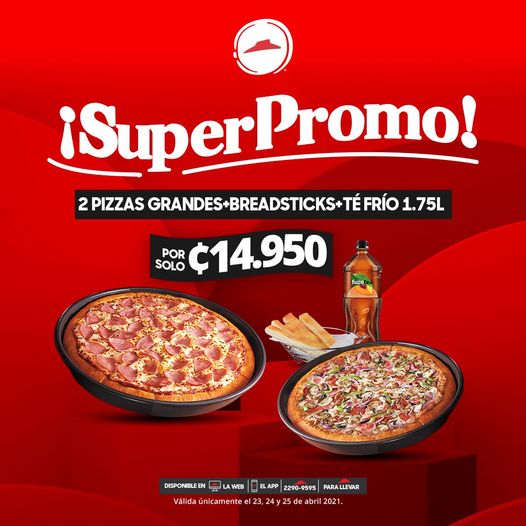 ¡SuperPromo!
2 PIZZAS GRANDES+BREADSTICKS+TÉ FRÍO 1.75L
POR SOLO ₡14.950
fuze tea
DISPONIBLE EN LA WEB EL APP 2290-9595 PARA LLEVAR
Válida únicamente el 23, 24 y 25 de abril 2021.